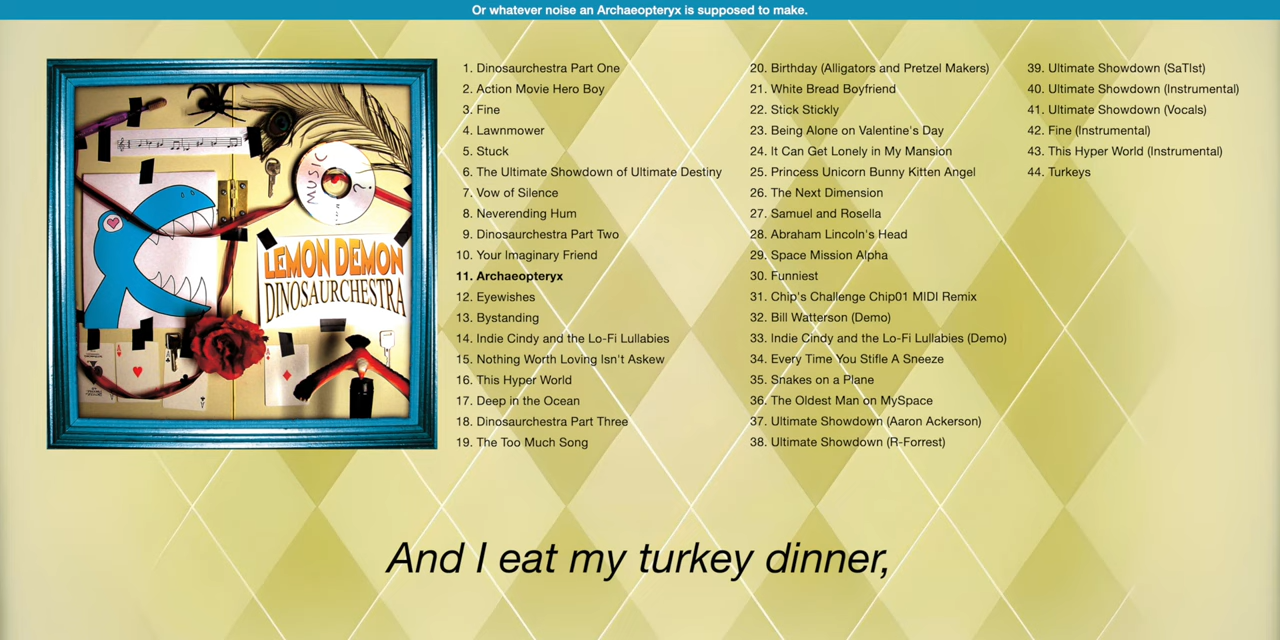 Or whatever noise an Archaeopteryx is supposed to make.
MUSIC
LEMON DEMON
DINOSAURCHESTRA
1. Dinosaurchestra Part One
2. Action Movie Hero Boy
3. Fine
4. Lawnmower
5. Stuck
6. The Ultimate Showdown of Ultimate Destiny
7. Vow of Silence
8. Neverending Hum
9. Dinosaurchestra Part Two
10. Your Imaginary Friend
11. Archaeopteryx
12. Eyewishes
13. Bystanding
14. Indie Cindy and the Lo-Fi Lullabies
15. Nothing Worth Loving Isn't Askew
16. This Hyper World
17. Deep in the Ocean
18. Dinosaurchestra Part Three
19. The Too Much Song
20. Birthday (Alligators and Pretzel Makers)
21. White Bread Boyfriend
22. Stick Stickly
23. Being Alone on Valentine's Day
24. It Can Get Lonely in My Mansion
25. Princess Unicorn Bunny Kitten Angel
26. The Next Dimension
27. Samuel and Rosella
28. Abraham Lincoln's Head
29. Space Mission Alpha
30. Funniest
31. Chip's Challenge Chip01 MIDI Remix
32. Bill Watterson (Demo)
33. Indie Cindy and the Lo-Fi Lullabies (Demo)
34. Every Time You Stifle A Sneeze
35. Snakes on a Plane
36. The Oldest Man on MySpace
37. Ultimate Showdown (Aaron Ackerson)
38. Ultimate Showdown (R-Forrest)
39. Ultimate Showdown (SaTIst)
40. Ultimate Showdown (Instrumental)
41. Ultimate Showdown (Vocals)
42. Fine (Instrumental)
43. This Hyper World (Instrumental)
44. Turkeys
And I eat my turkey dinner,